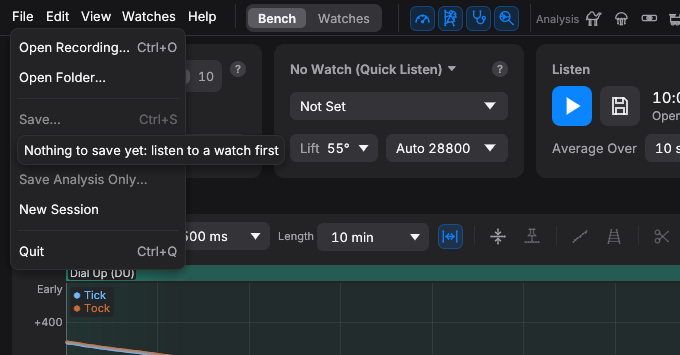 File Edit View Watches Help Bench Watches Analysis
Open Recording... Ctrl+O
Open Folder...
Save... Ctrl+S
Nothing to save yet: listen to a watch first
Save Analysis Only...
New Session
Quit Ctrl+Q
10 ?
No Watch (Quick Listen) ?
Not Set
Lift 55° Auto 28800
Listen
10:0
Open
Average Over 10 s
500 ms Length 10 min
Dial Up (DU)
Early
Tick
Tock
+400